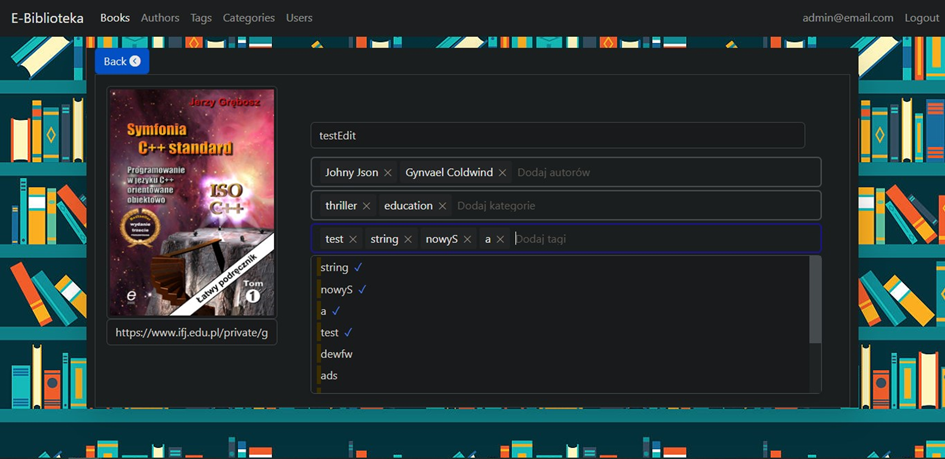 E-Biblioteka Books Authors Tags Categories Users admin@email.com Logout
Back
Jerzy Grębosz
Symfonia
C++ standard
Programowanie
w języku C++
orientowane
obiektowo
ISO
C++
wydanie
trzecie
Łatwy podręcznik
Tom
1
https://www.ifj.edu.pl/private/g
testEdit
Johny Json × Gynvael Coldwind × Dodaj autorów
thriller × education × Dodaj kategorie
test × string × nowyS × a × Dodaj tagi
string ✓
nowyS ✓
a ✓
test ✓
dewfw
ads